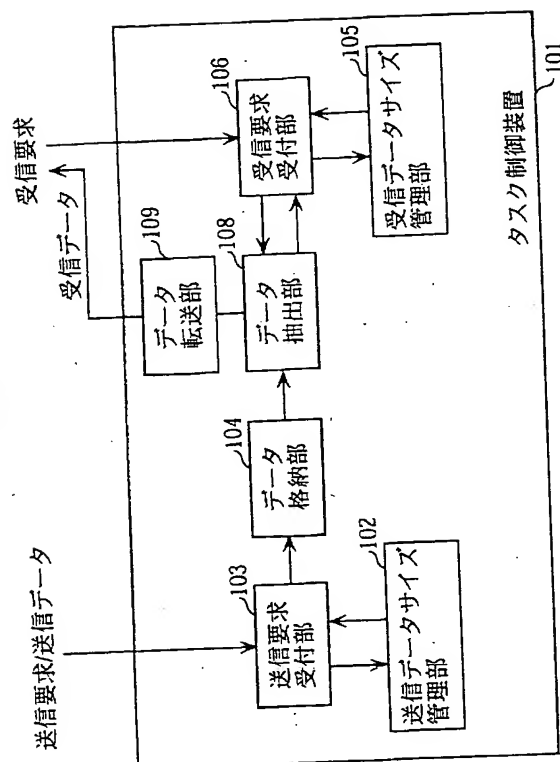 送信要求/送信データ
受信データ
受信要求
103
送信要求
受付部
102
送信データサイズ
管理部
104
データ
格納部
109
データ
転送部
108
データ
抽出部
106
受信要求
受付部
105
受信データサイズ
管理部
タスク制御装置
101